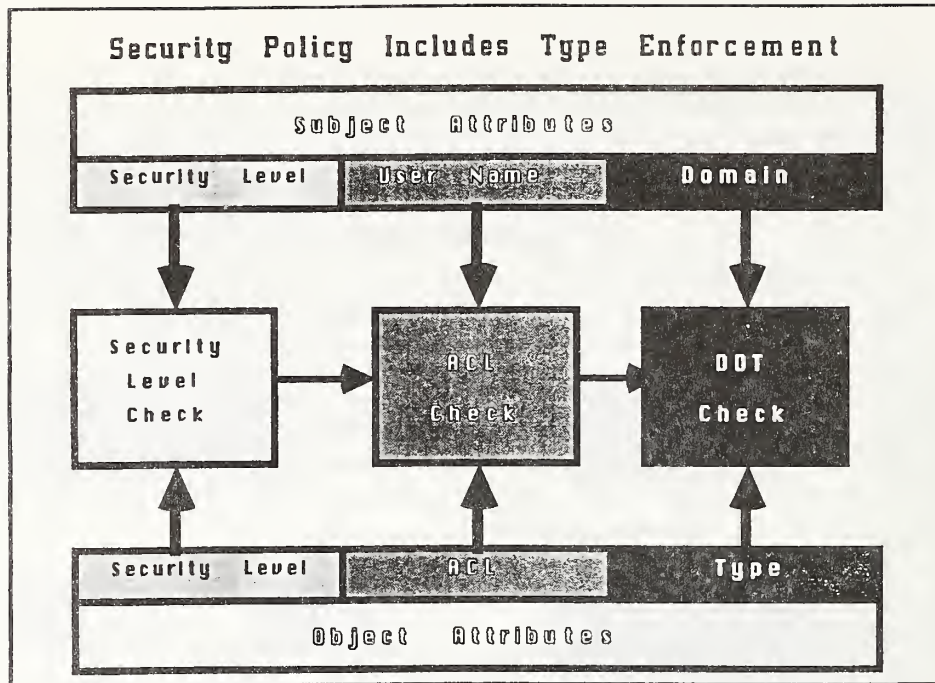 Security Policy Includes Type Enforcement
Subject Attributes
Security Level
User Name
Domain
Security
Level
Check
ACL
Check
DDT
Check
Security Level
ACL
Type
Object Attributes